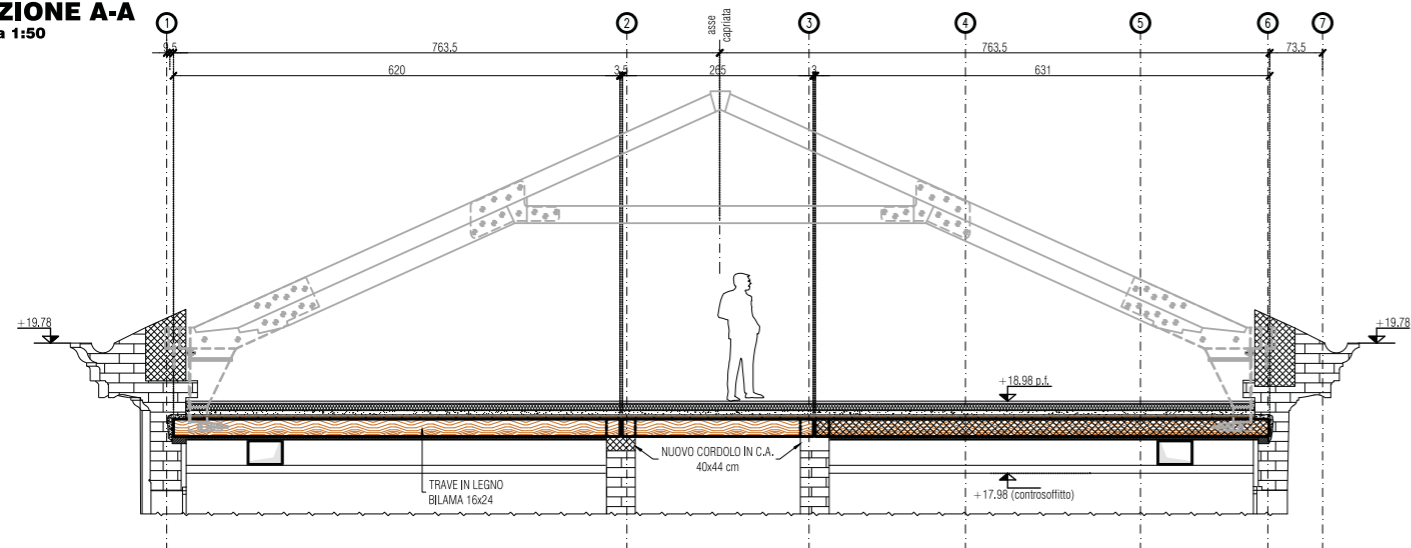 ZIONE A-A
a 1:50
1 2 3 4 5 6 7
asse
capriata
9.5 763.5 763.5 73.5
620 3.5 265 3 631
+19.78 +19.78
+18.98 p.f.
NUOVO CORDOLO IN C.A.
40x44 cm
TRAVE IN LEGNO
BILAMA 16x24
+17.98 (controsoffitto)